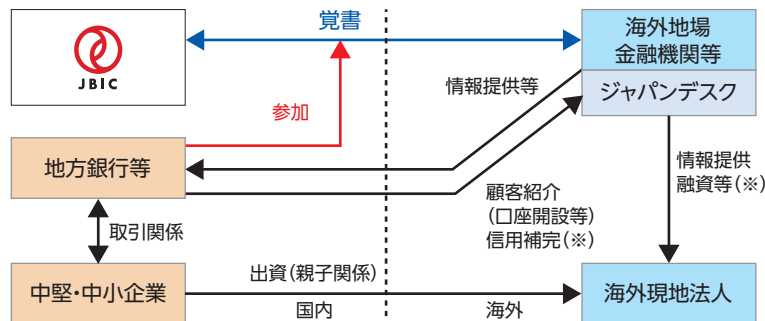 覚書
JBIC
海外地場
金融機関等
ジャパンデスク
情報提供等
参加
地方銀行等
情報提供
融資等(※)
顧客紹介
(口座開設等)
信用補完(※)
取引関係
出資(親子関係)
中堅・中小企業
海外現地法人
国内
海外